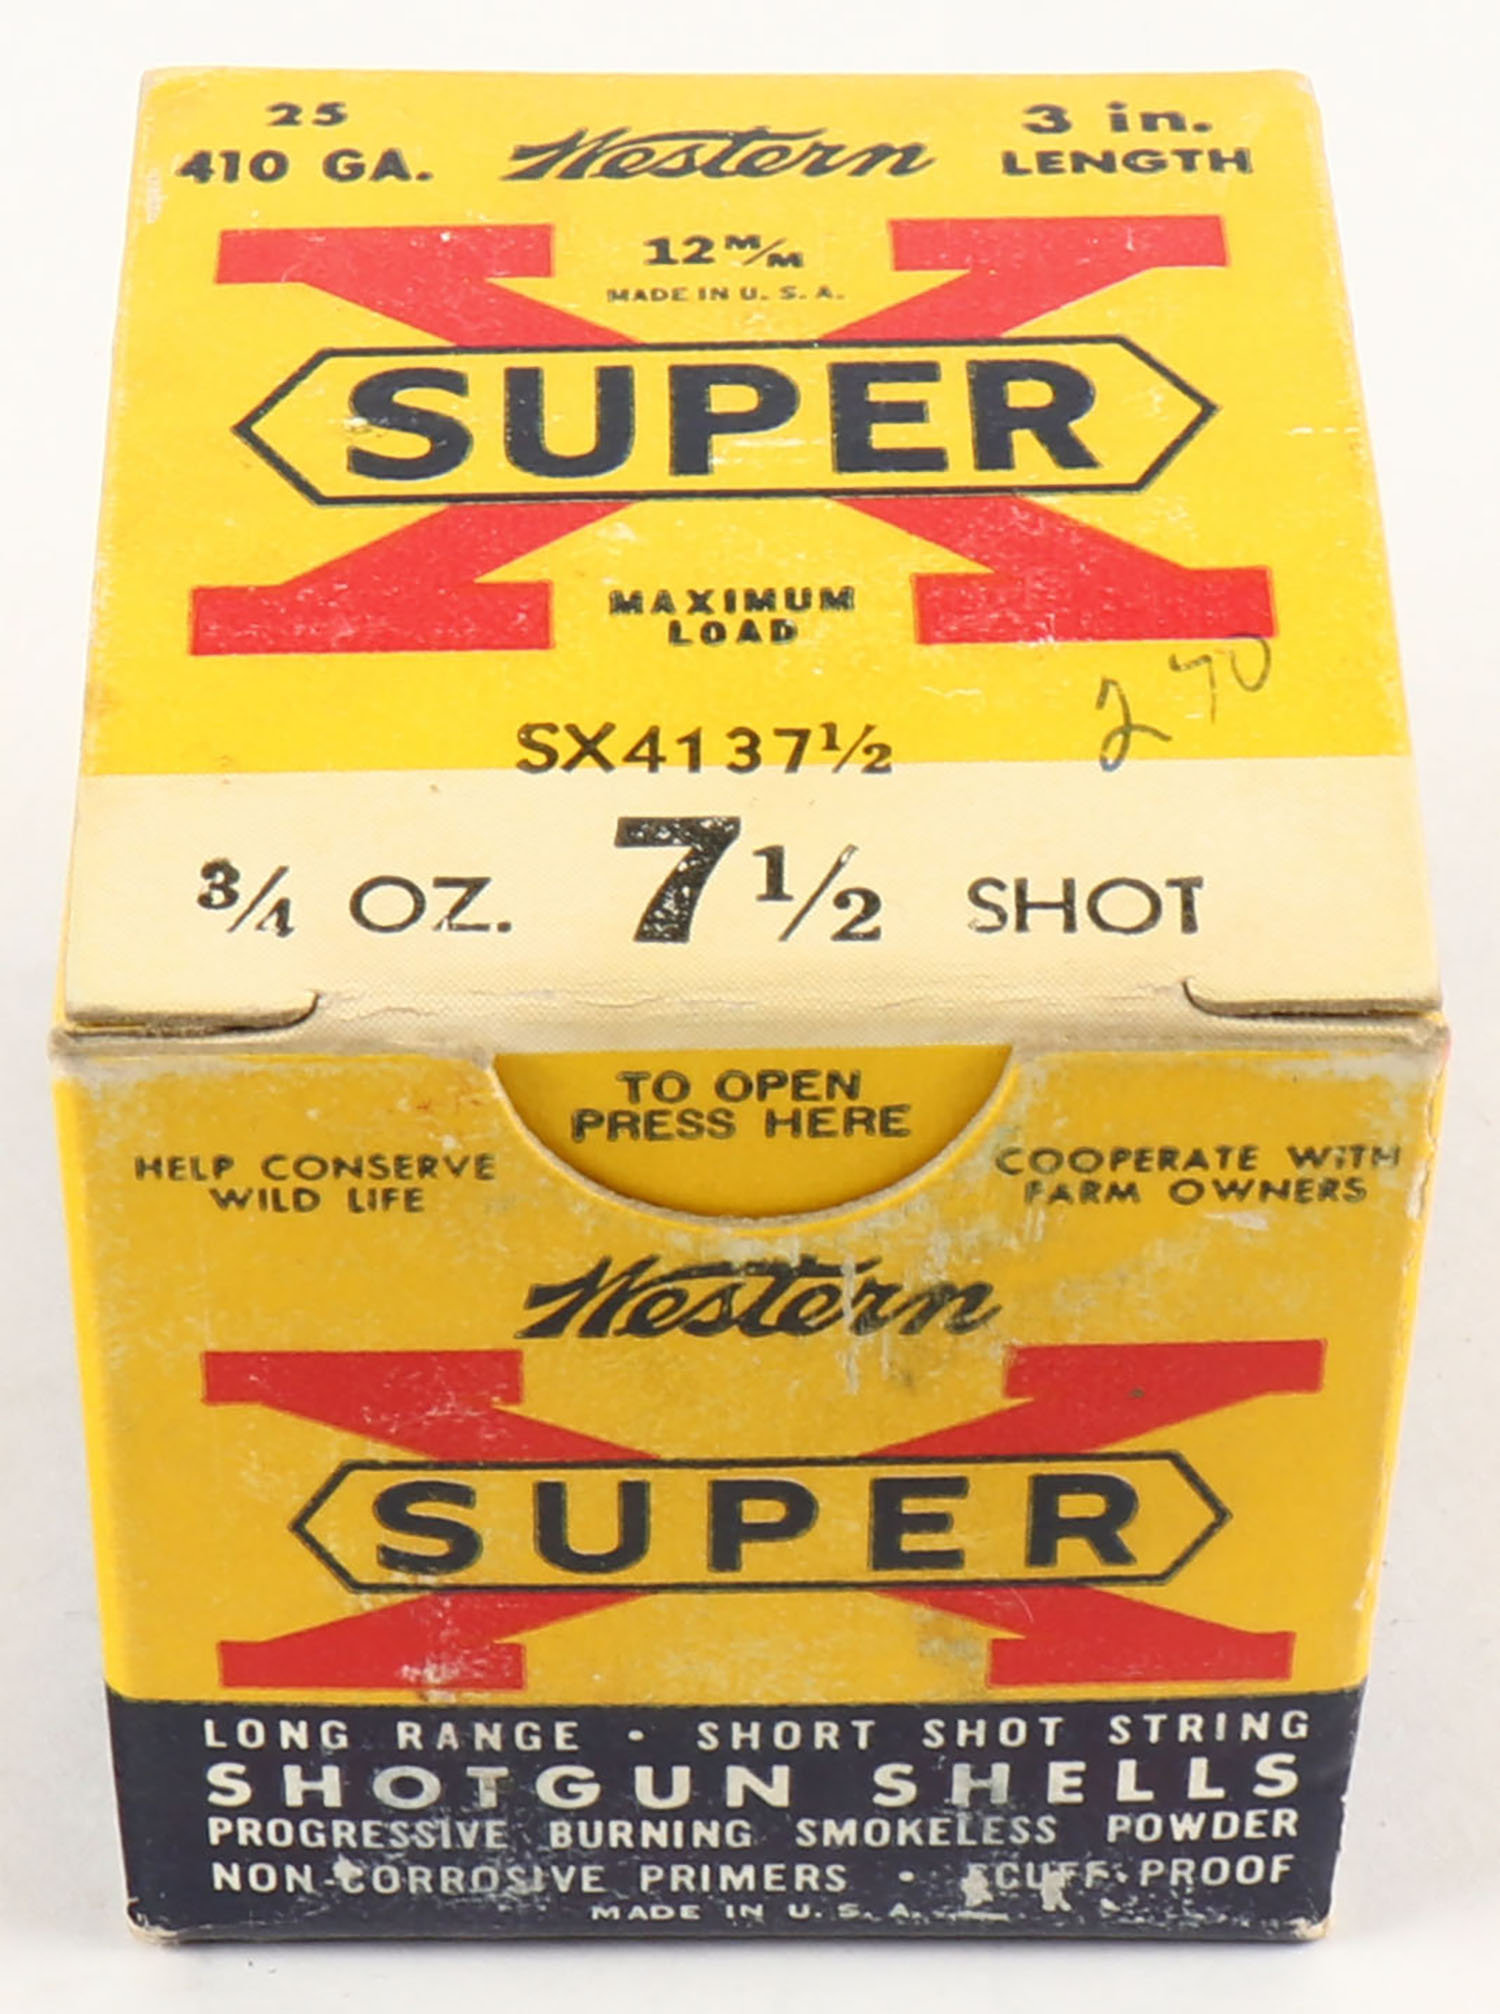 25
410 GA.
Western
3 in.
LENGTH
12 M/M
MADE IN U. S. A.
X
SUPER
MAXIMUM
LOAD
270
SX4137½
¾ OZ. 7½ SHOT
TO OPEN
PRESS HERE
HELP CONSERVE
WILD LIFE
COOPERATE WITH
FARM OWNERS
Western
X
SUPER
LONG RANGE • SHORT SHOT STRING
SHOTGUN SHELLS
PROGRESSIVE BURNING SMOKELESS POWDER
NON-CORROSIVE PRIMERS • SCUFF-PROOF
MADE IN U. S. A.